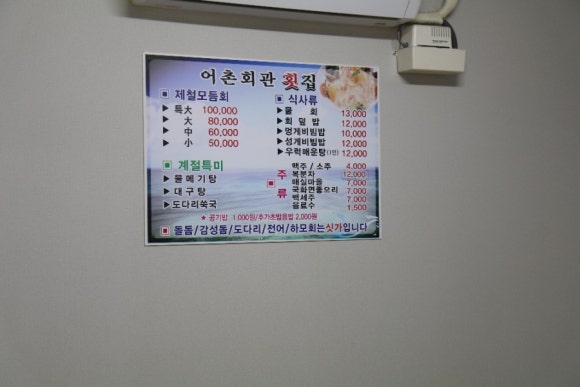 어촌회관 횟집
▣ 제철모듬회
▶ 특大 100,000
▶ 大 80,000
▶ 中 60,000
▶ 小 50,000
▣ 계절특미
▶ 물메기탕
▶ 대구탕
▶ 도다리쑥국
▣ 식사류
▶ 물 회 13,000
▶ 회 덮 밥 12,000
▶ 멍게비빔밥 10,000
▶ 성게비빔밥 12,000
▶ 우럭매운탕(1인) 12,000
▣ 주류
맥주 / 소주 4,000
복분자 12,000
매실마을 7,000
국화면좋으리 7,000
백세주 7,000
음료수 1,500
★ 공기밥 1,000원/추가초밥용밥 2,000원
▣ 돌돔/감성돔/도다리/전어/하모회는싯가입니다